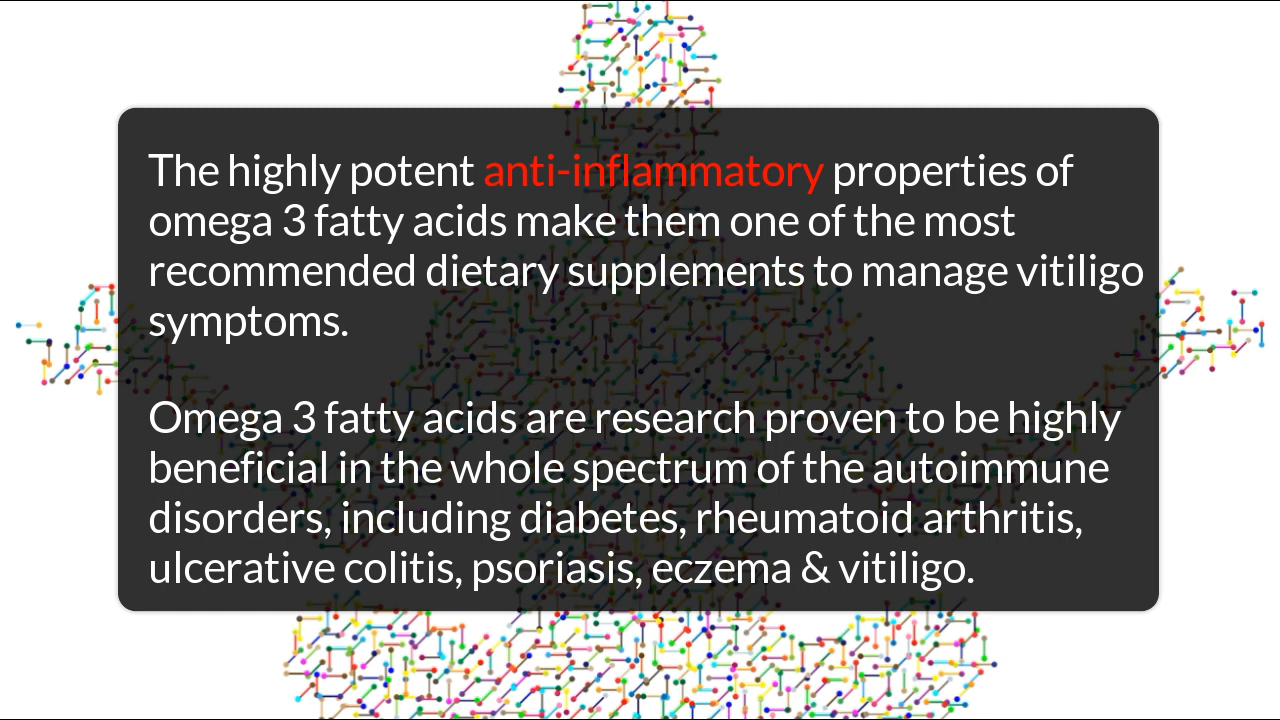 The highly potent anti-inflammatory properties of
omega 3 fatty acids make them one of the most
recommended dietary supplements to manage vitiligo
symptoms.
Omega 3 fatty acids are research proven to be highly
beneficial in the whole spectrum of the autoimmune
disorders, including diabetes, rheumatoid arthritis,
ulcerative colitis, psoriasis, eczema & vitiligo.